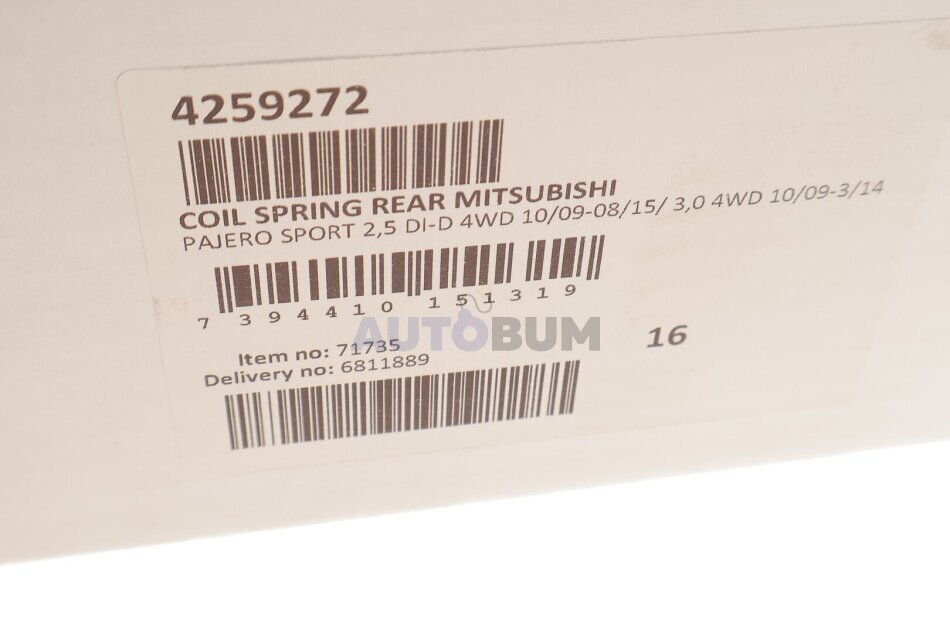 4259272
COIL SPRING REAR MITSUBISHI
PAJERO SPORT 2,5 DI-D 4WD 10/09-08/15/ 3,0 4WD 10/09-3/14
7 394410 151319
AUTOBUM
Item no: 71735
16
Delivery no: 6811889